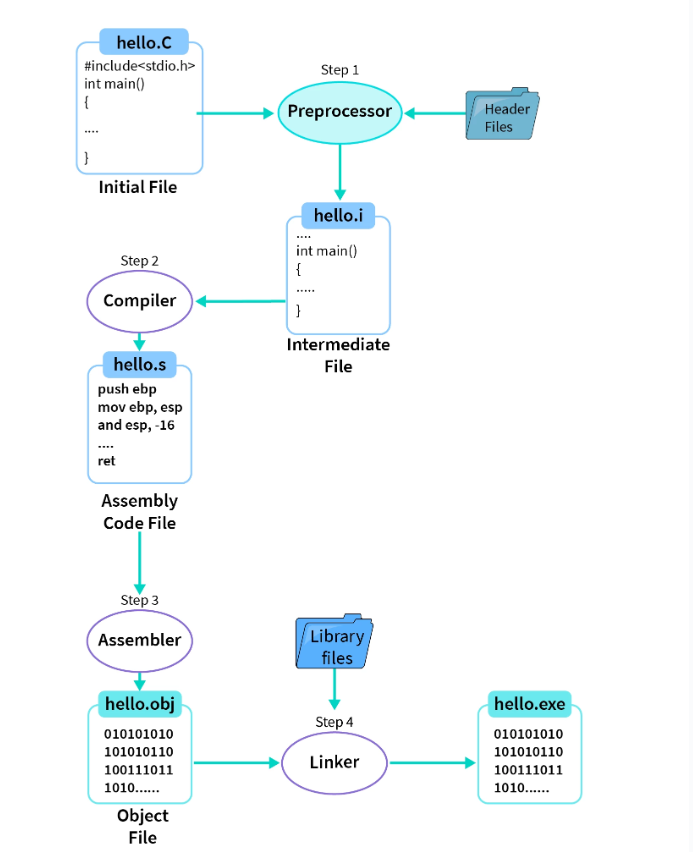 hello.C
#include<stdio.h>
int main()
{
....
}
Initial File
Step 1
Preprocessor
Header
Files
hello.i
....
int main()
{
.....
}
Intermediate
File
Step 2
Compiler
hello.s
push ebp
mov ebp, esp
and esp, -16
....
ret
Assembly
Code File
Step 3
Assembler
hello.obj
010101010
101010110
100111011
1010......
Object
File
Library
files
Step 4
Linker
hello.exe
010101010
101010110
100111011
1010......